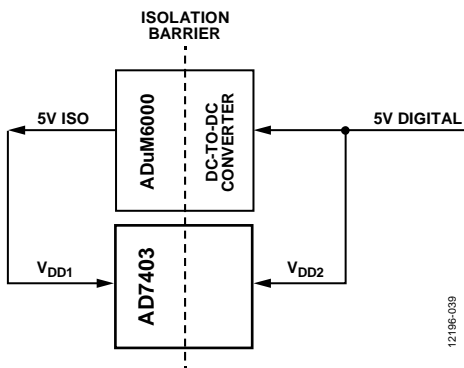 ISOLATION
BARRIER
5V ISO
ADuM6000
DC-TO-DC
CONVERTER
5V DIGITAL
VDD1
AD7403
VDD2
12196-039